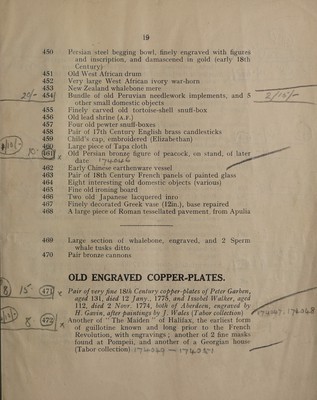 19
450 Persian steel begging bowl, finely engraved with figures
and inscription, and damascened in gold (early 18th
Century)
451 Old West African drum
452 Very large West African ivory war-horn
453 New Zealand whalebone mere
20/- 454 Bundle of old Peruvian needlework implements, and 8 2/15/-
other small domestic objects
455 Finely carved old tortoise-shell snuff-box
456 Old lead shrine (A.F.)
457 Four old pewter snuff-boxes
458 Pair of 17th Century English brass candlesticks
459 Child's cap, embroidered (Elizabethan)
460 Large piece of Tapa cloth
461 x Old Persian bronze figure of peacock, on stand, of later
date
462 Early Chinese earthenware vessel
463 Pair of 18th Century French panels of painted glass
464 Eight interesting old domestic objects (various)
465 Fine old ironing board
466 Two old Japanese lacquered inro
467 Finely decorated Greek vase (12in.), base repaired
468 A large piece of Roman tessellated pavement, from Apulia
469 Large section of whalebone, engraved, and 2 Sperm
whale tusks ditto
470 Pair bronze cannons
OLD ENGRAVED COPPER-PLATES.
471 Pair of very fine 18th Century copper-plates of Peter Garben,
aged 131, died 12 Jany., 1775, and Issobel Walker, aged
112, died 2 Novr. 1774, both of Aberdeen, engraved by
H. Gavin, after paintings by J. Wales (Tabor collection)
472 x Another of "The Maiden" of Halifax, the earliest form
of guillotine known and long prior to the French
Revolution, with engravings; another of 2 fine masks
found at Pompeii, and another of a Georgian house
(Tabor collection)